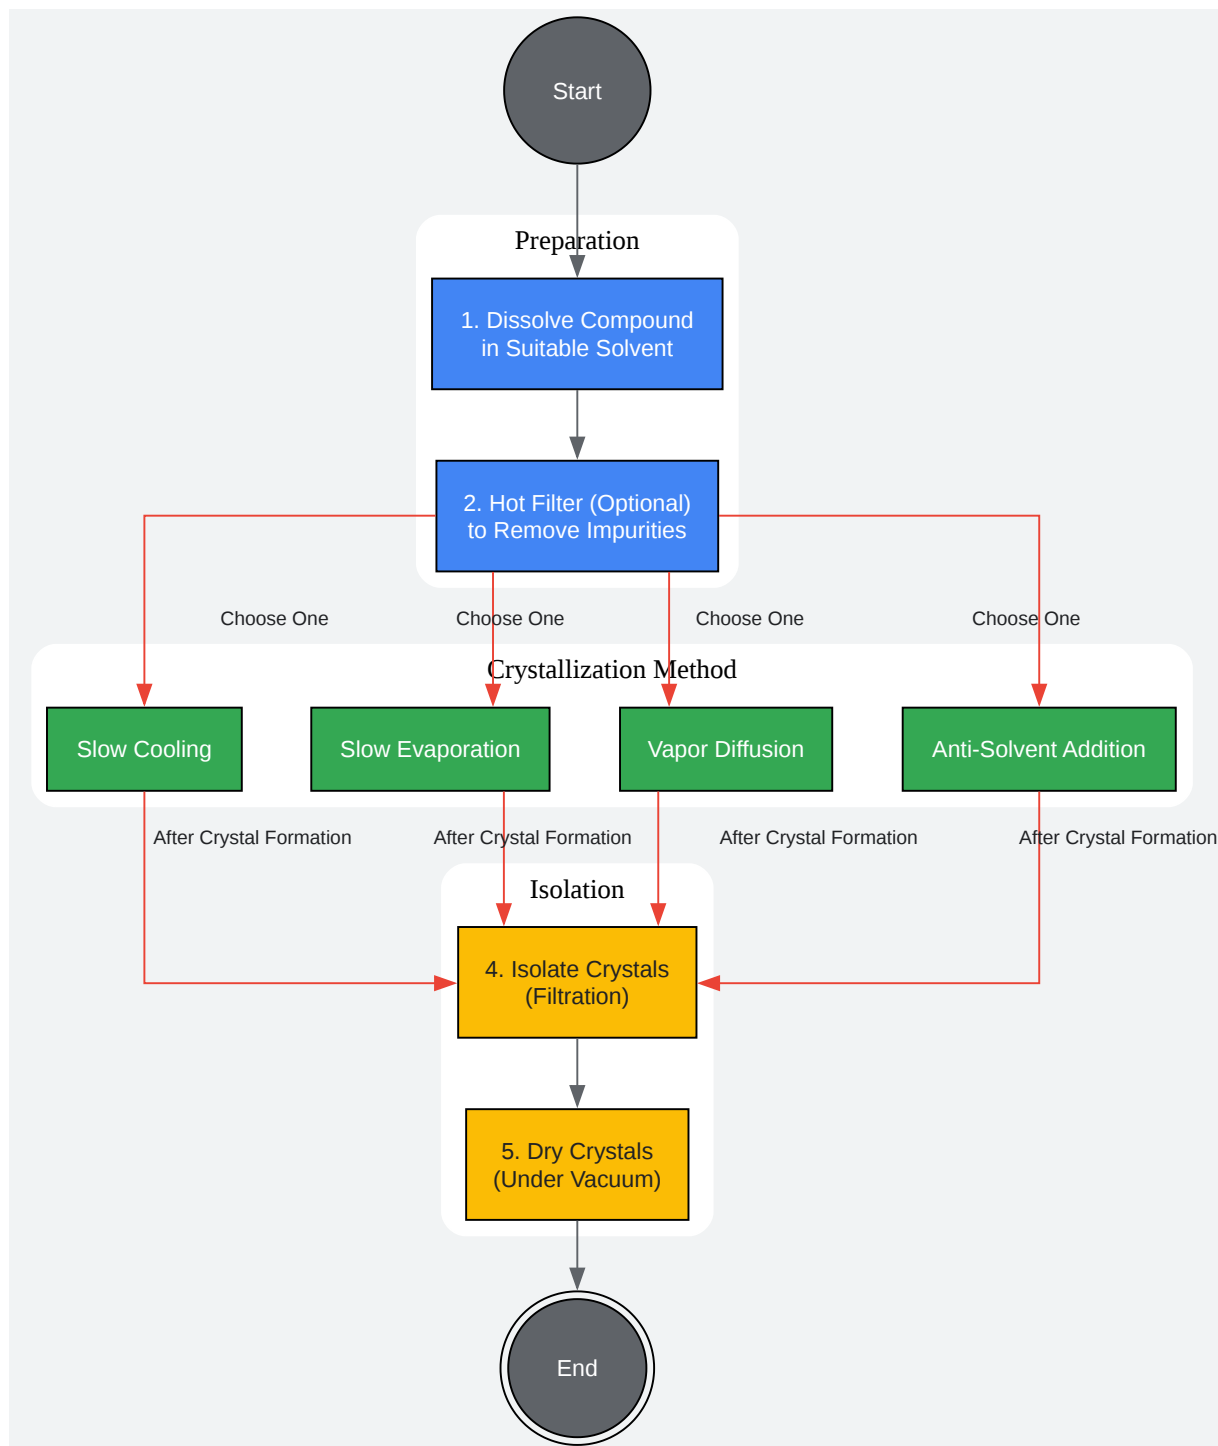 Start
Preparation
1. Dissolve Compound
in Suitable Solvent
2. Hot Filter (Optional)
to Remove Impurities
Choose One
Choose One
Choose One
Choose One
Crystallization Method
Slow Cooling
Slow Evaporation
Vapor Diffusion
Anti-Solvent Addition
After Crystal Formation
After Crystal Formation
After Crystal Formation
After Crystal Formation
Isolation
4. Isolate Crystals
(Filtration)
5. Dry Crystals
(Under Vacuum)
End